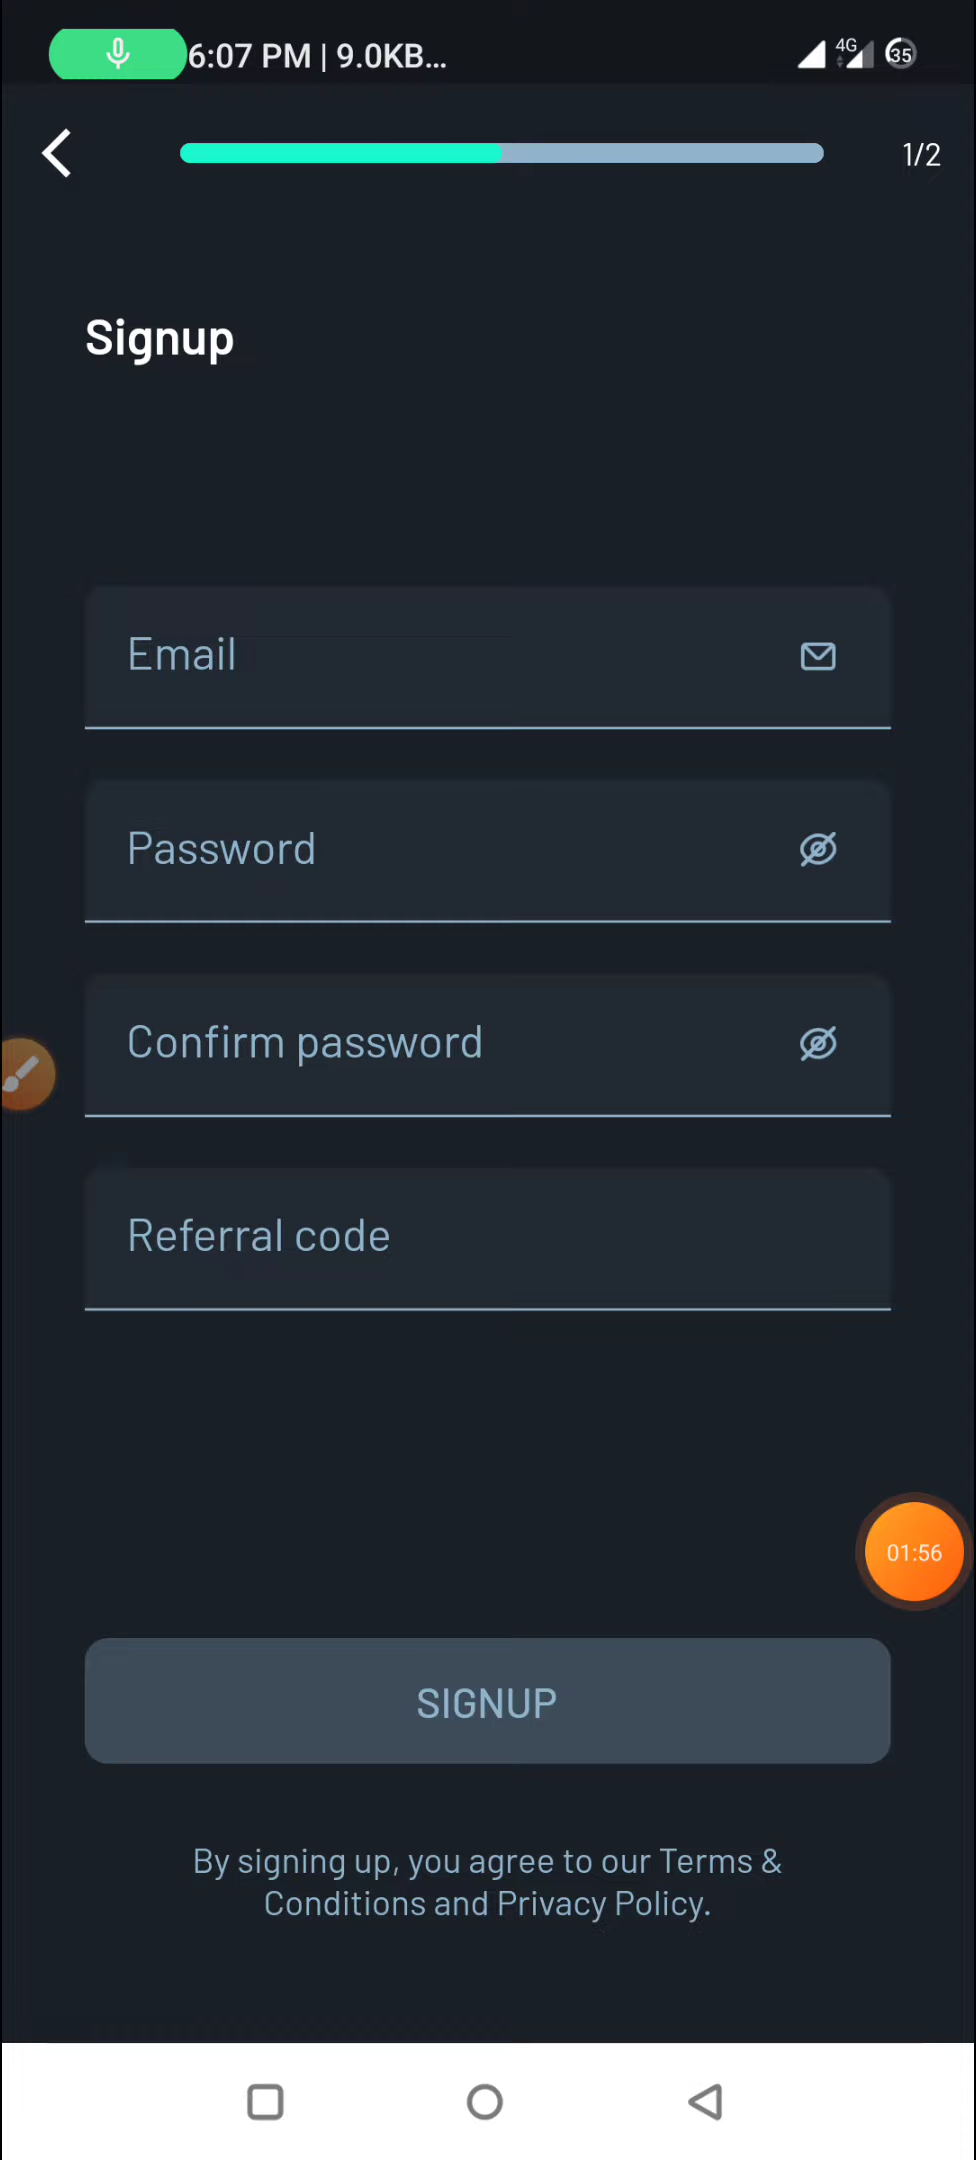 6:07 PM | 9.0KB...
4G
35
1/2
Signup
Email
Password
Confirm password
Referral code
01:56
SIGNUP
By signing up, you agree to our Terms &
Conditions and Privacy Policy.